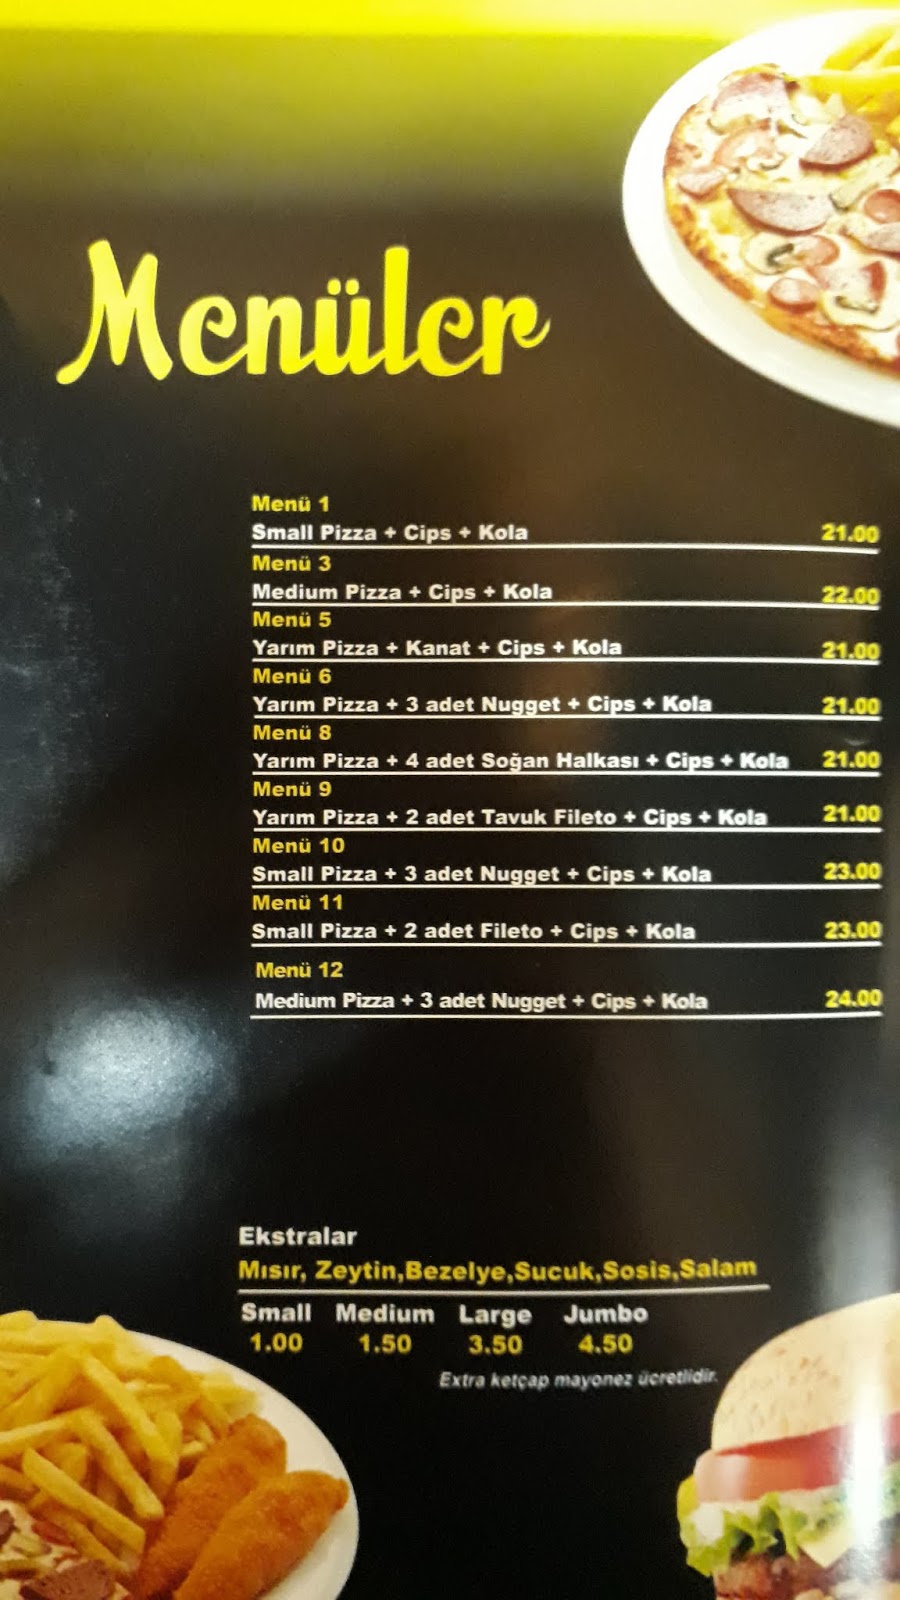 Menüler
Menü 1
Small Pizza + Cips + Kola 21.00
Menü 3
Medium Pizza + Cips + Kola 22.00
Menü 5
Yarım Pizza + Kanat + Cips + Kola 21.00
Menü 6
Yarım Pizza + 3 adet Nugget + Cips + Kola 21.00
Menü 8
Yarım Pizza + 4 adet Soğan Halkası + Cips + Kola 21.00
Menü 9
Yarım Pizza + 2 adet Tavuk Fileto + Cips + Kola 21.00
Menü 10
Small Pizza + 3 adet Nugget + Cips + Kola 23.00
Menü 11
Small Pizza + 2 adet Fileto + Cips + Kola 23.00
Menü 12
Medium Pizza + 3 adet Nugget + Cips + Kola 24.00
Ekstralar
Mısır, Zeytin,Bezelye,Sucuk,Sosis,Salam
Small Medium Large Jumbo
1.00 1.50 3.50 4.50
Extra ketçap mayonez ücretlidir.